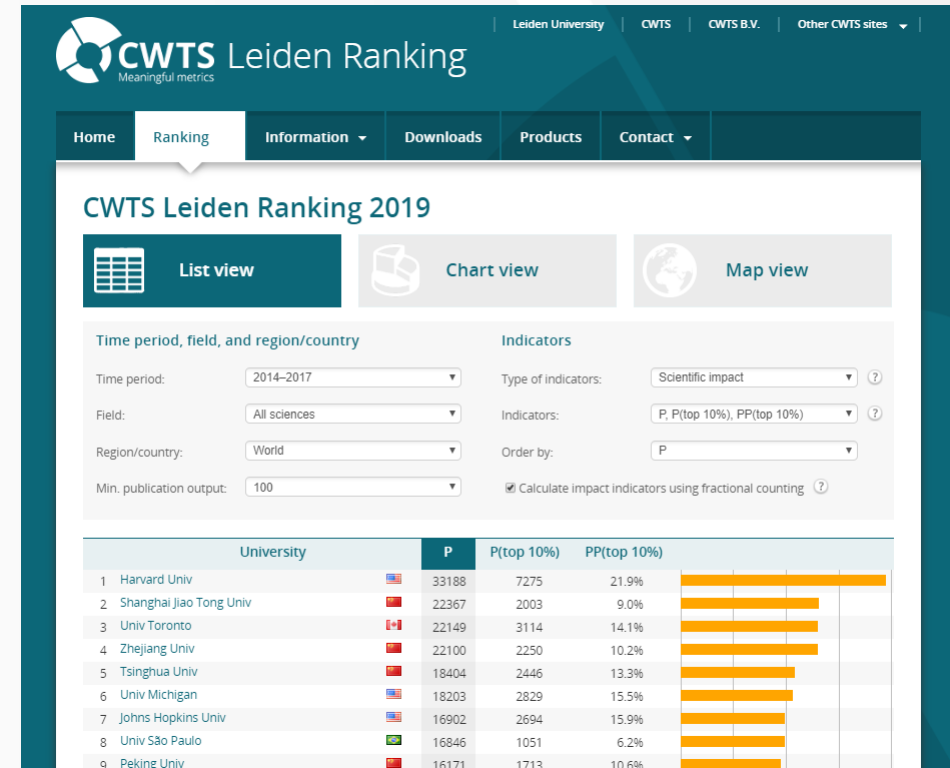 Leiden University CWTS CWTS B.V. Other CWTS sites
CWTS Leiden Ranking
Meaningful metrics
Home Ranking Information Downloads Products Contact
CWTS Leiden Ranking 2019
List view Chart view Map view
Time period, field, and region/country Indicators
Time period: 2014–2017 Type of indicators: Scientific impact ?
Field: All sciences Indicators: P, P(top 10%), PP(top 10%) ?
Region/country: World Order by: P
Min. publication output: 100 Calculate impact indicators using fractional counting ?
University P P(top 10%) PP(top 10%)
1 Harvard Univ 33188 7275 21.9%
2 Shanghai Jiao Tong Univ 22367 2003 9.0%
3 Univ Toronto 22149 3114 14.1%
4 Zhejiang Univ 22100 2250 10.2%
5 Tsinghua Univ 18404 2446 13.3%
6 Univ Michigan 18203 2829 15.5%
7 Johns Hopkins Univ 16902 2694 15.9%
8 Univ São Paulo 16846 1051 6.2%
9 Peking Univ 16171 1713 10.6%